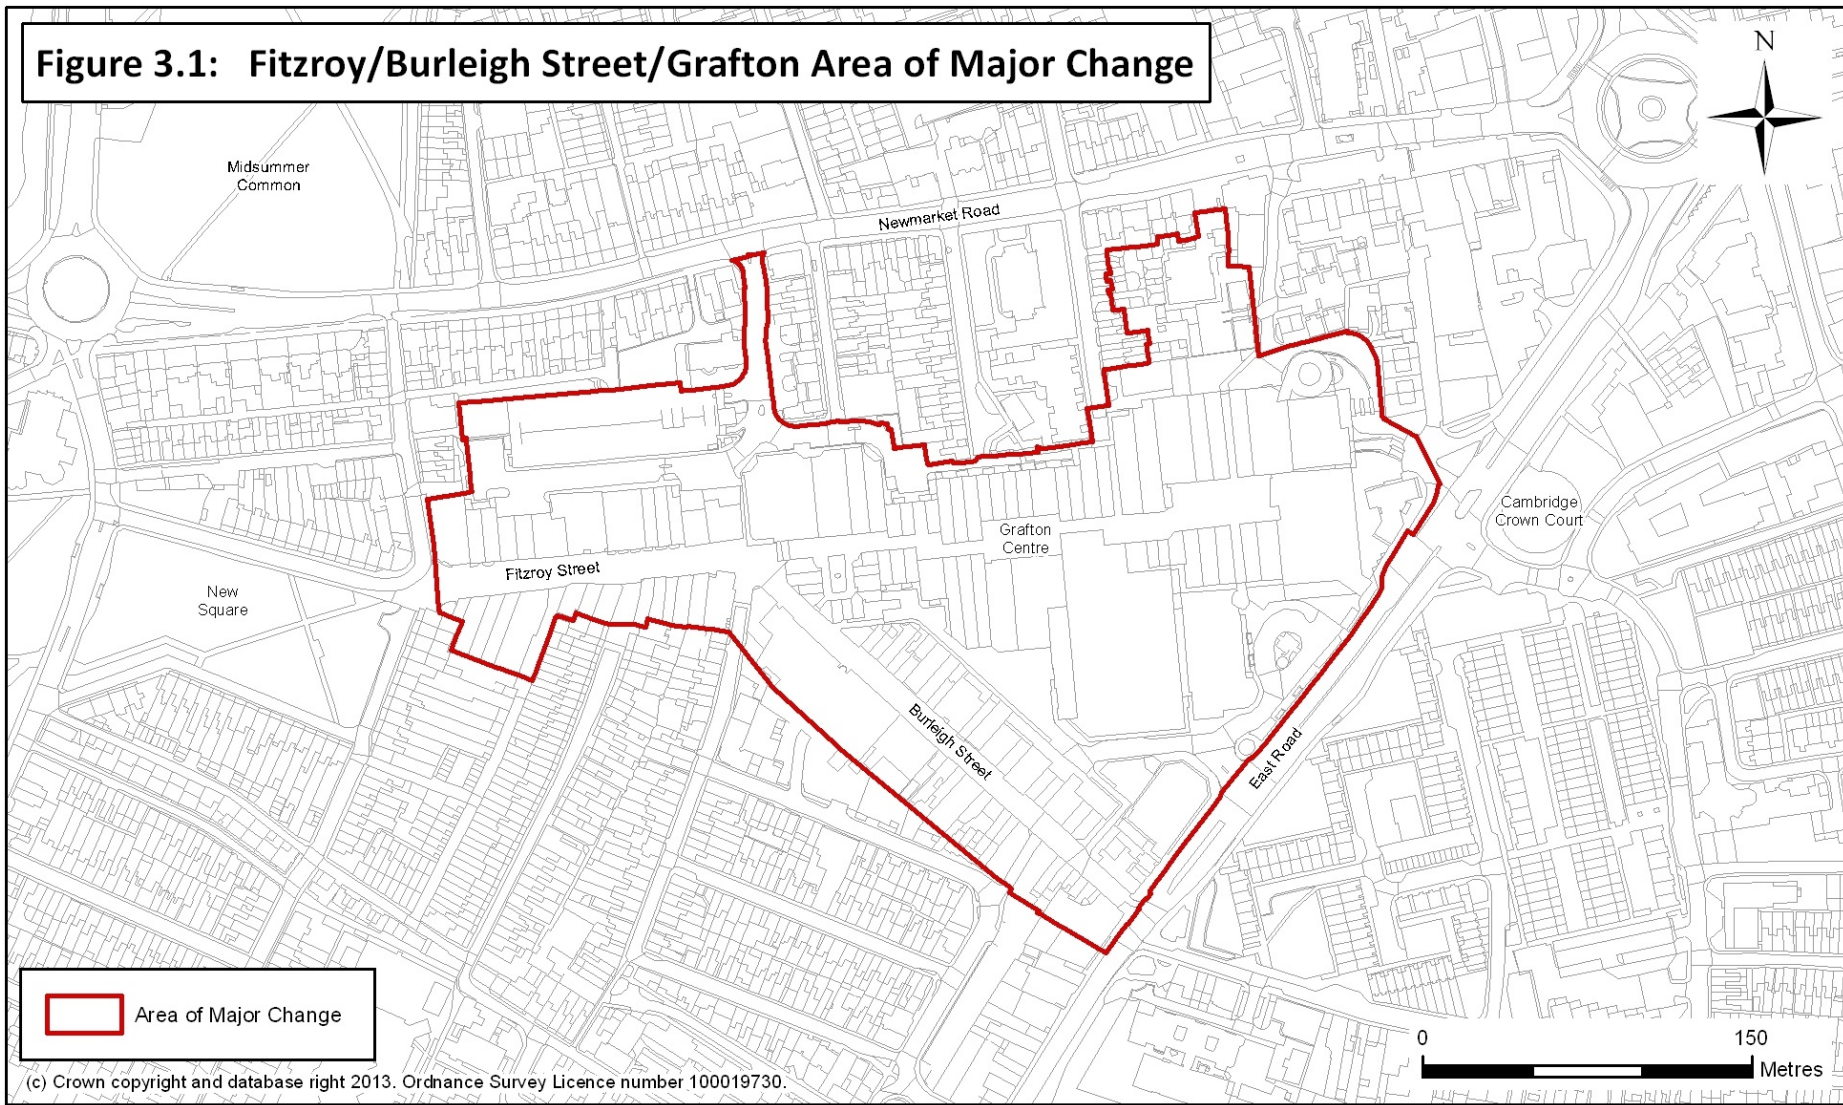 Figure 3.1: Fitzroy/Burleigh Street/Grafton Area of Major Change
N
Midsummer
Common
Newmarket Road
Cambridge
Crown Court
Grafton
Centre
Fitzroy Street
New
Square
Burleigh Street
East Road
Area of Major Change
0 150
Metres
(c) Crown copyright and database right 2013. Ordnance Survey Licence number 100019730.